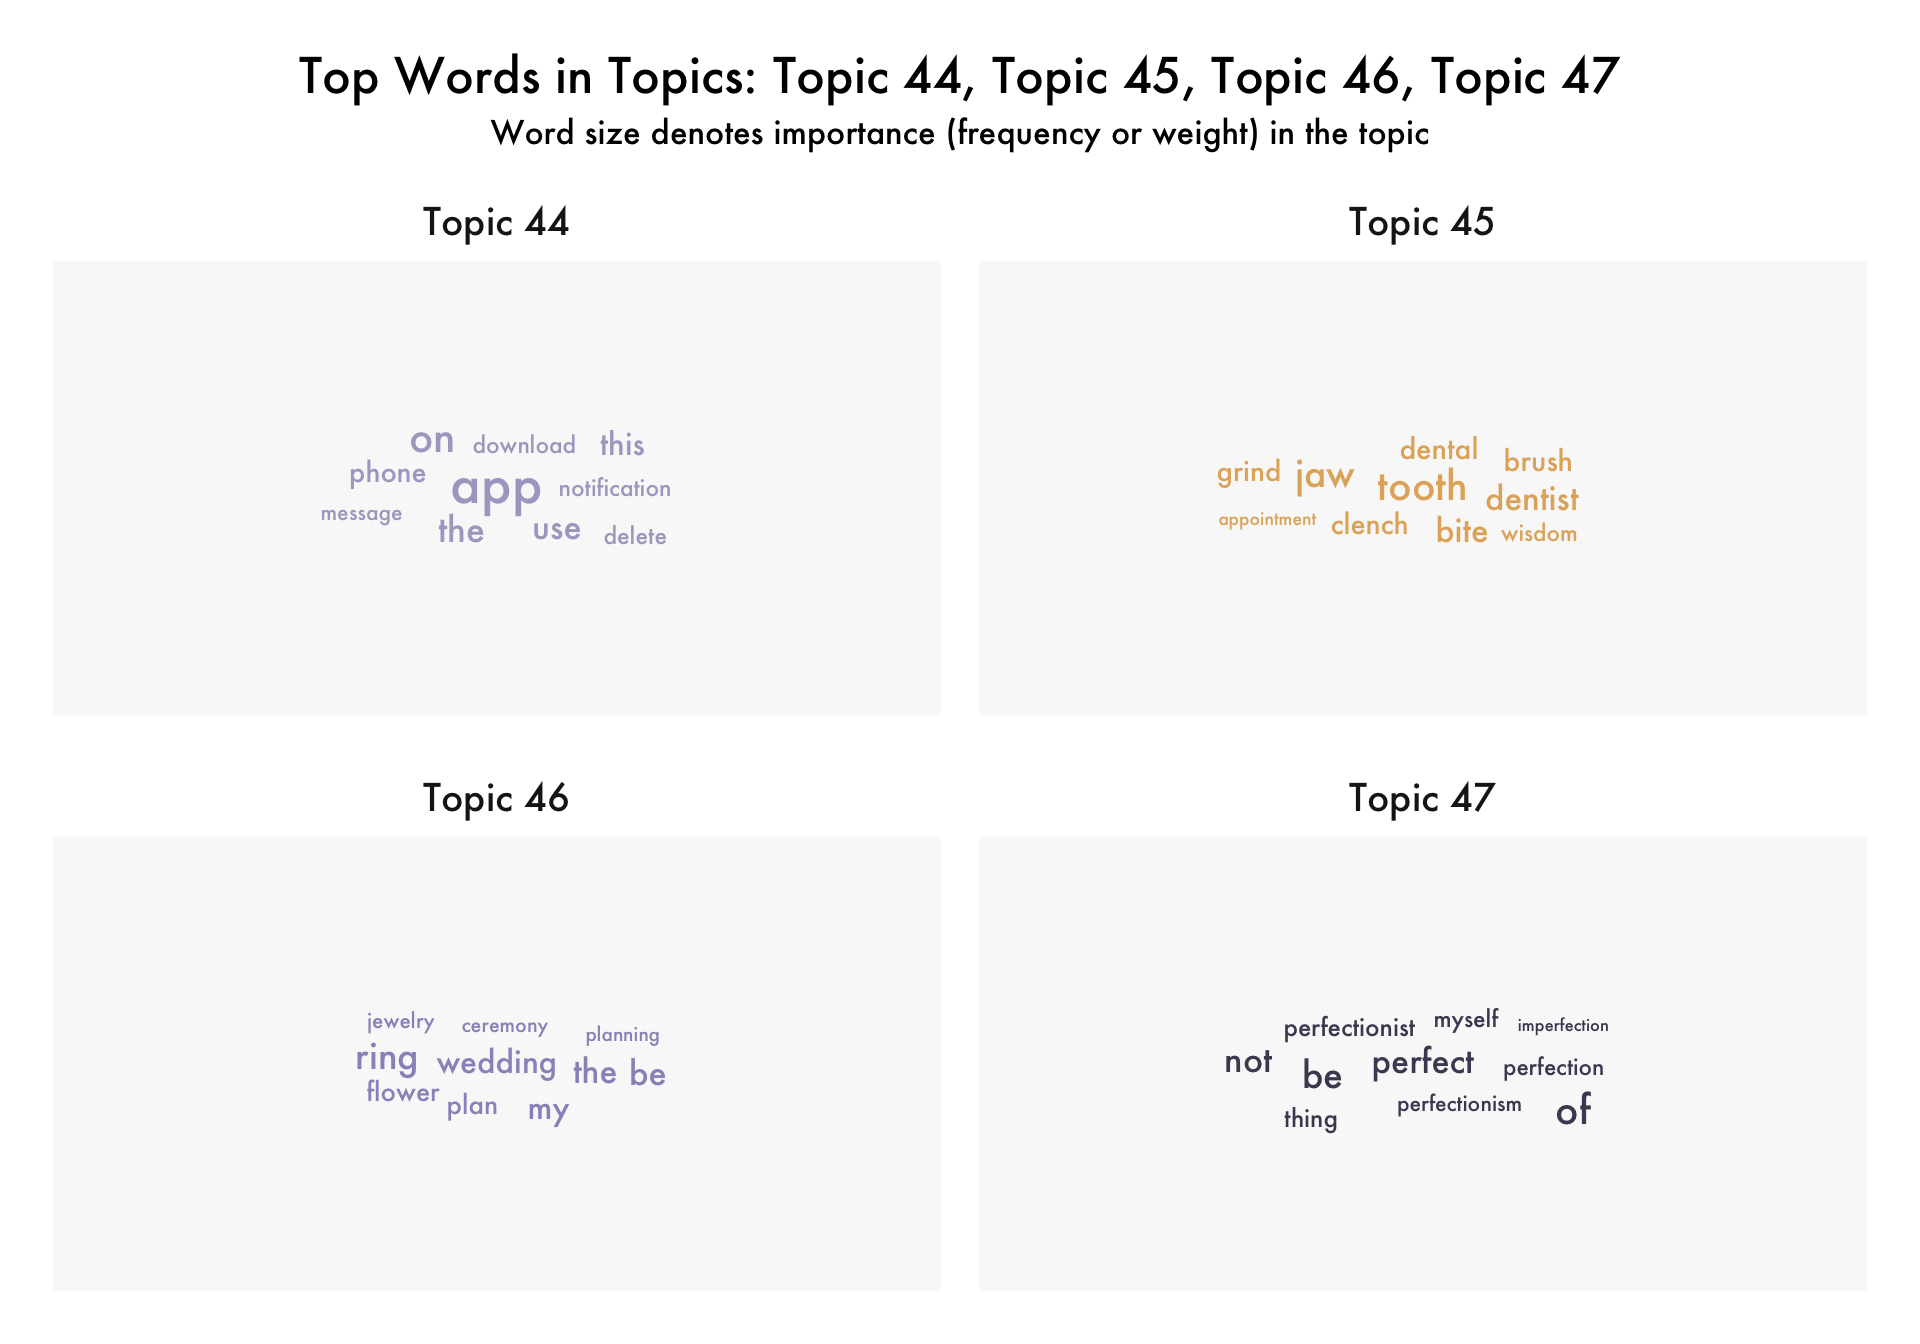 Top Words in Topics: Topic 44, Topic 45, Topic 46, Topic 47
Word size denotes importance (frequency or weight) in the topic
Topic 44
on download this
phone app notification
message the use delete
Topic 45
dental brush
grind jaw tooth dentist
appointment clench bite wisdom
Topic 46
jewelry ceremony planning
ring wedding the be
flower plan my
Topic 47
perfectionist myself imperfection
not be perfect perfection
thing perfectionism of